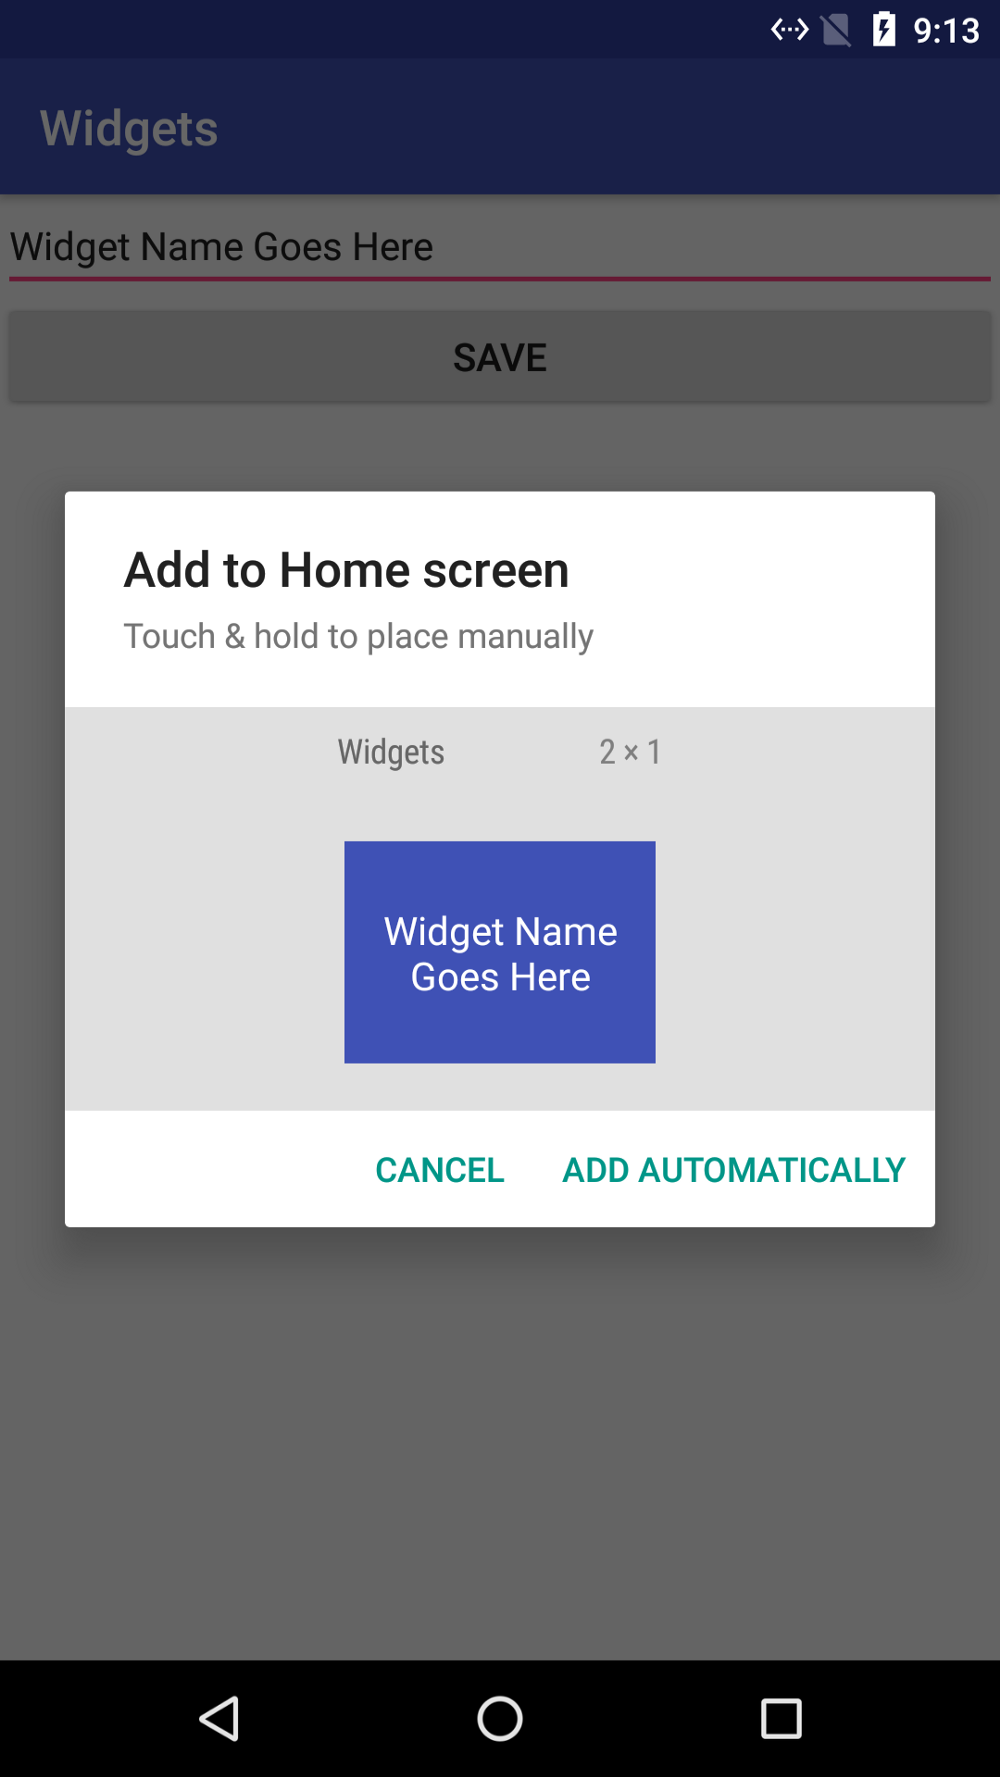 9:13
Widgets
Widget Name Goes Here
SAVE
Add to Home screen
Touch & hold to place manually
Widgets 2 × 1
Widget Name
Goes Here
CANCEL ADD AUTOMATICALLY